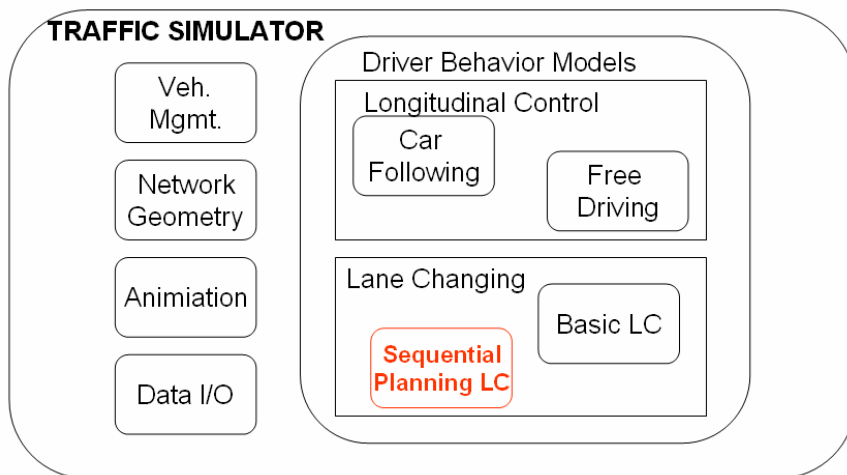 TRAFFIC SIMULATOR
Veh.
Mgmt.
Network
Geometry
Animiation
Data I/O
Driver Behavior Models
Longitudinal Control
Car
Following
Free
Driving
Lane Changing
Basic LC
Sequential
Planning LC